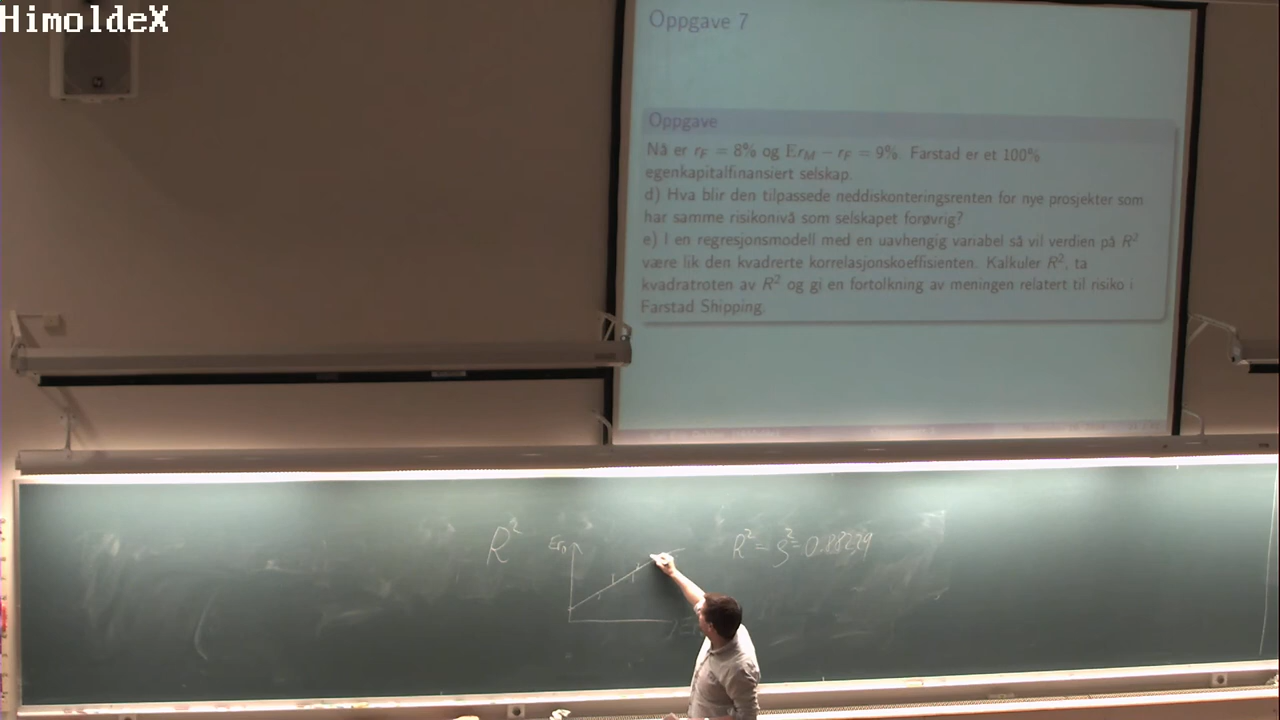 HimoldeX
Oppgave 7
Oppgave
Nå er r_F = 8% og Er_M − r_F = 9%. Farstad er et 100%
egenkapitalfinansiert selskap.
d) Hva blir den tilpassede neddiskonteringsrenten for nye prosjekter som
har samme risikonivå som selskapet forøvrig?
e) I en regresjonsmodell med en uavhengig variabel så vil verdien på R²
være lik den kvadrerte korrelasjonskoeffisienten. Kalkuler R², ta
kvadratroten av R² og gi en fortolkning av meningen relatert til risiko i
Farstad Shipping.
R²
R² = ρ² =